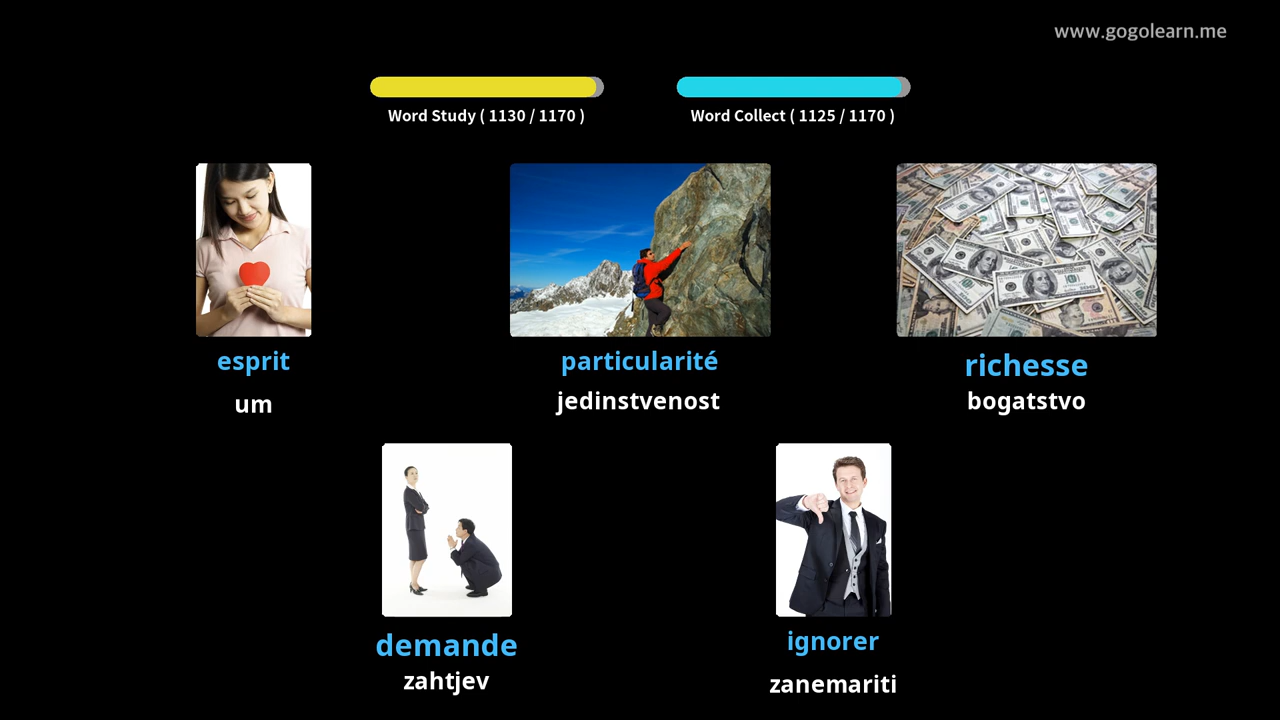 www.gogolearn.me
Word Study ( 1130 / 1170 )
Word Collect ( 1125 / 1170 )
esprit
um
particularité
jedinstvenost
richesse
bogatstvo
demande
zahtjev
ignorer
zanemariti